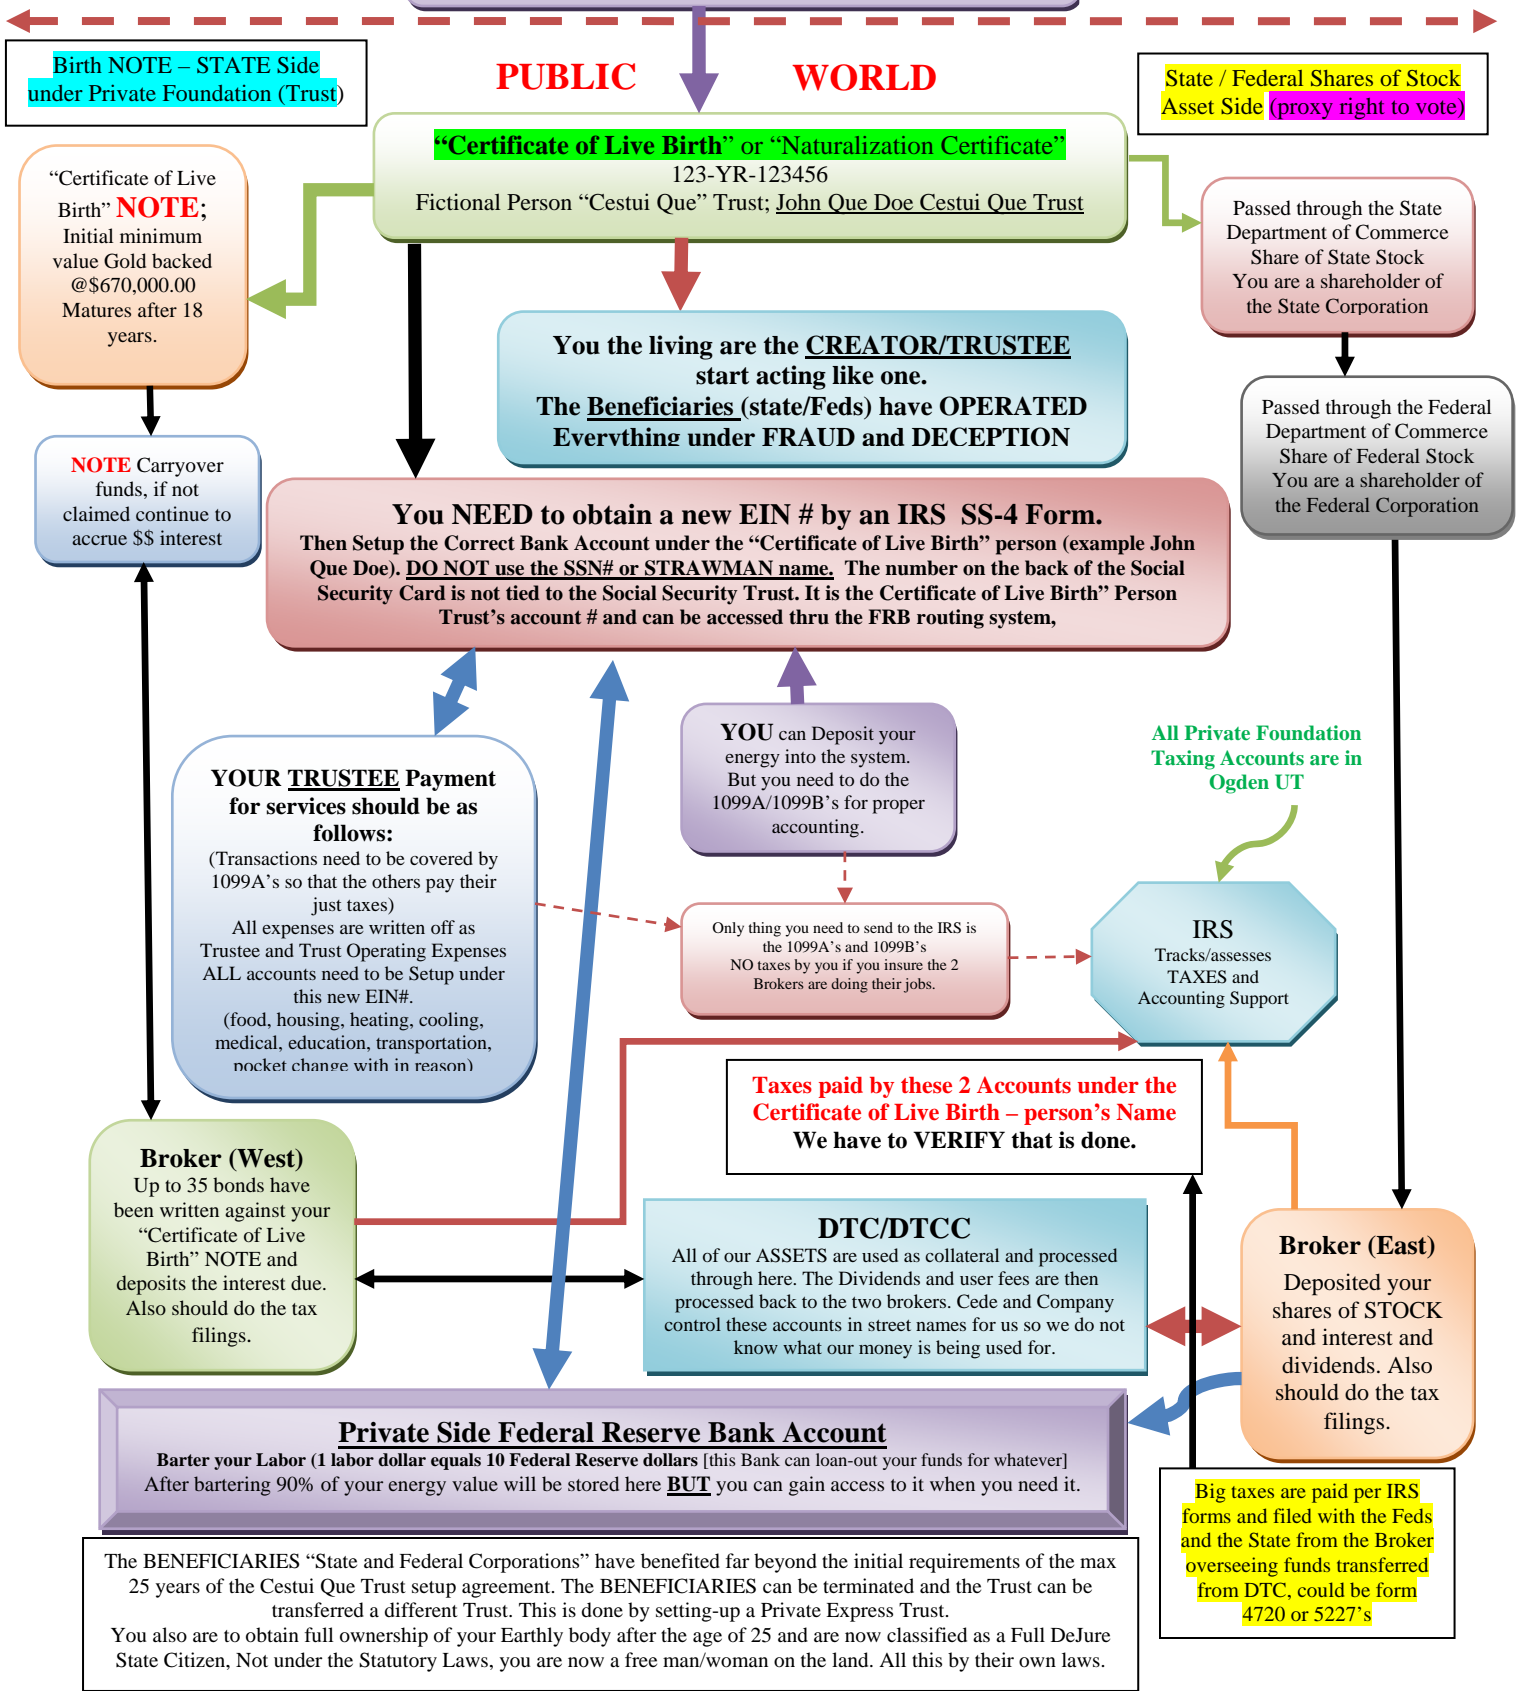 Birth NOTE – STATE Side
under Private Foundation (Trust)
PUBLIC WORLD
State / Federal Shares of Stock
Asset Side (proxy right to vote)
“Certificate of Live Birth” or “Naturalization Certificate”
123-YR-123456
Fictional Person “Cestui Que” Trust; John Que Doe Cestui Que Trust
“Certificate of Live
Birth” NOTE;
Initial minimum
value Gold backed
@$670,000.00
Matures after 18
years.
Passed through the State
Department of Commerce
Share of State Stock
You are a shareholder of
the State Corporation
You the living are the CREATOR/TRUSTEE
start acting like one.
The Beneficiaries (state/Feds) have OPERATED
Everything under FRAUD and DECEPTION
Passed through the Federal
Department of Commerce
Share of Federal Stock
You are a shareholder of
the Federal Corporation
NOTE Carryover
funds, if not
claimed continue to
accrue $$ interest
You NEED to obtain a new EIN # by an IRS SS-4 Form.
Then Setup the Correct Bank Account under the “Certificate of Live Birth” person (example John
Que Doe). DO NOT use the SSN# or STRAWMAN name. The number on the back of the Social
Security Card is not tied to the Social Security Trust. It is the Certificate of Live Birth” Person
Trust’s account # and can be accessed thru the FRB routing system,
YOUR TRUSTEE Payment
for services should be as
follows:
(Transactions need to be covered by
1099A’s so that the others pay their
just taxes)
All expenses are written off as
Trustee and Trust Operating Expenses
ALL accounts need to be Setup under
this new EIN#.
(food, housing, heating, cooling,
medical, education, transportation,
pocket change with in reason)
YOU can Deposit your
energy into the system.
But you need to do the
1099A/1099B’s for proper
accounting.
All Private Foundation
Taxing Accounts are in
Ogden UT
Only thing you need to send to the IRS is
the 1099A’s and 1099B’s
NO taxes by you if you insure the 2
Brokers are doing their jobs.
IRS
Tracks/assesses
TAXES and
Accounting Support
Taxes paid by these 2 Accounts under the
Certificate of Live Birth – person’s Name
We have to VERIFY that is done.
Broker (West)
Up to 35 bonds have
been written against your
“Certificate of Live
Birth” NOTE and
deposits the interest due.
Also should do the tax
filings.
DTC/DTCC
All of our ASSETS are used as collateral and processed
through here. The Dividends and user fees are then
processed back to the two brokers. Cede and Company
control these accounts in street names for us so we do not
know what our money is being used for.
Broker (East)
Deposited your
shares of STOCK
and interest and
dividends. Also
should do the tax
filings.
Private Side Federal Reserve Bank Account
Barter your Labor (1 labor dollar equals 10 Federal Reserve dollars [this Bank can loan-out your funds for whatever]
After bartering 90% of your energy value will be stored here BUT you can gain access to it when you need it.
Big taxes are paid per IRS
forms and filed with the Feds
and the State from the Broker
overseeing funds transferred
from DTC, could be form
4720 or 5227’s
The BENEFICIARIES “State and Federal Corporations” have benefited far beyond the initial requirements of the max
25 years of the Cestui Que Trust setup agreement. The BENEFICIARIES can be terminated and the Trust can be
transferred a different Trust. This is done by setting-up a Private Express Trust.
You also are to obtain full ownership of your Earthly body after the age of 25 and are now classified as a Full DeJure
State Citizen, Not under the Statutory Laws, you are now a free man/woman on the land. All this by their own laws.